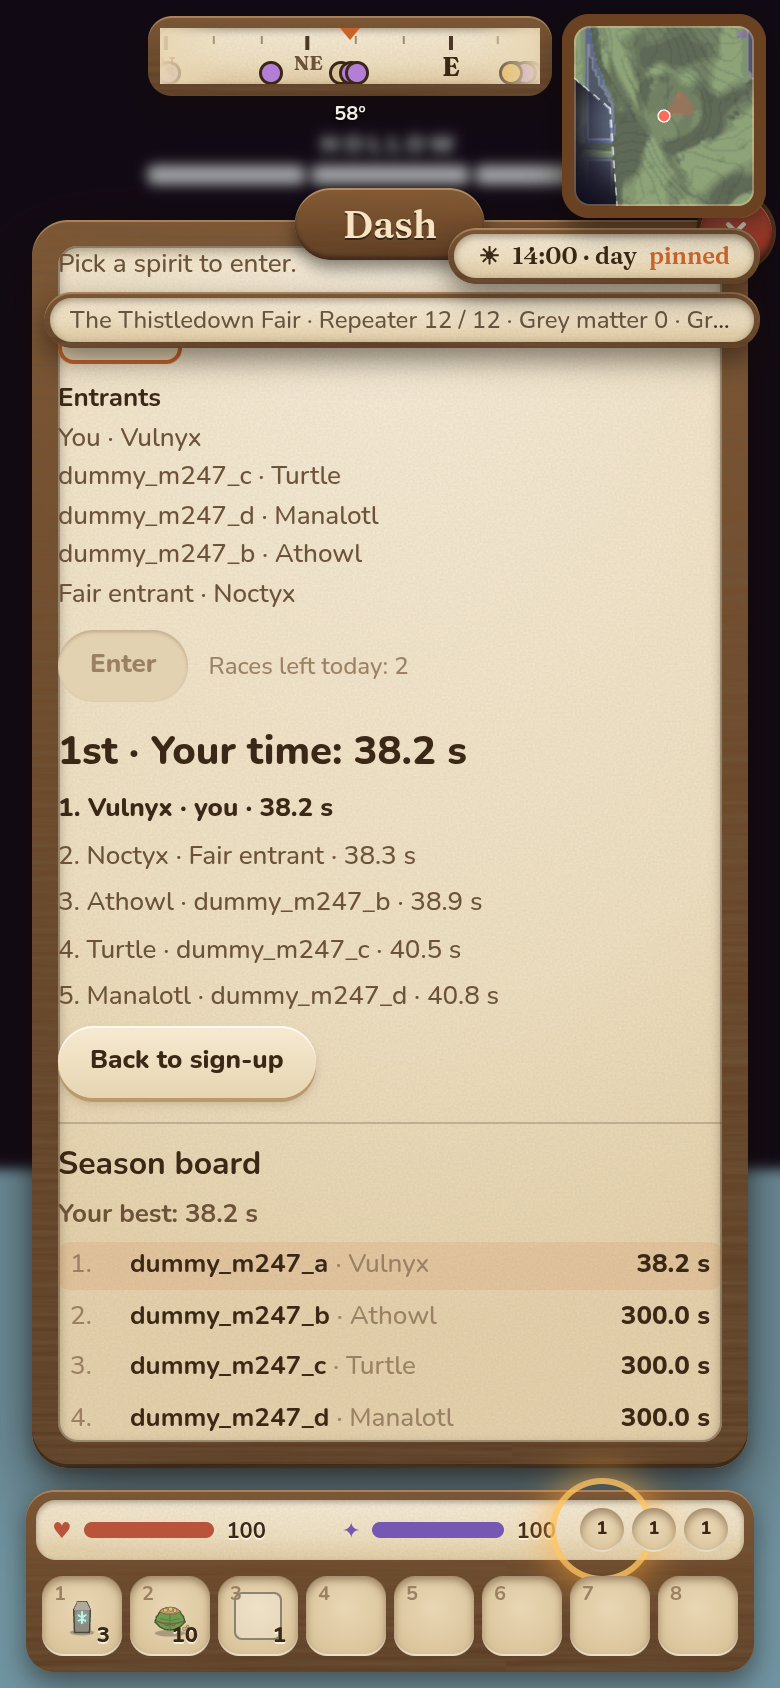 NE
E
58°
HOLLOW
Dash
Pick a spirit to enter.
☀ 14:00 · day pinned
The Thistledown Fair · Repeater 12 / 12 · Grey matter 0 · Gr...
Entrants
You · Vulnyx
dummy_m247_c · Turtle
dummy_m247_d · Manalotl
dummy_m247_b · Athowl
Fair entrant · Noctyx
Enter
Races left today: 2
1st · Your time: 38.2 s
1. Vulnyx · you · 38.2 s
2. Noctyx · Fair entrant · 38.3 s
3. Athowl · dummy_m247_b · 38.9 s
4. Turtle · dummy_m247_c · 40.5 s
5. Manalotl · dummy_m247_d · 40.8 s
Back to sign-up
Season board
Your best: 38.2 s
1. dummy_m247_a · Vulnyx 38.2 s
2. dummy_m247_b · Athowl 300.0 s
3. dummy_m247_c · Turtle 300.0 s
4. dummy_m247_d · Manalotl 300.0 s
♥ 100 ✦ 100 1 1 1
1 2 3 4 5 6 7 8
3 10 1